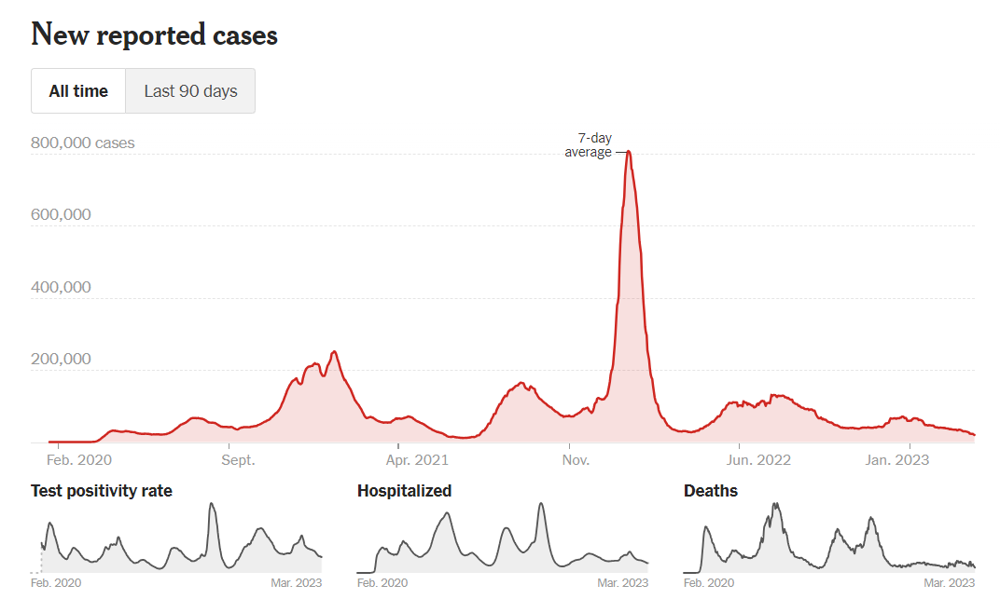 New reported cases
All time
Last 90 days
800,000 cases
7-day
average
600,000
400,000
200,000
Feb. 2020
Sept.
Apr. 2021
Nov.
Jun. 2022
Jan. 2023
Test positivity rate
Hospitalized
Deaths
Feb. 2020
Mar. 2023
Feb. 2020
Mar. 2023
Feb. 2020
Mar. 2023